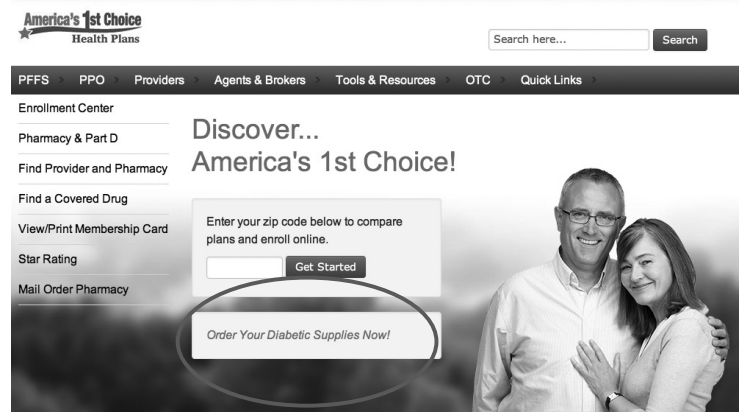 America's 1st Choice
Health Plans
Search here...
Search
PFFS
PPO
Providers
Agents & Brokers
Tools & Resources
OTC
Quick Links
Enrollment Center
Pharmacy & Part D
Find Provider and Pharmacy
Find a Covered Drug
View/Print Membership Card
Star Rating
Mail Order Pharmacy
Discover...
America's 1st Choice!
Enter your zip code below to compare
plans and enroll online.
Get Started
Order Your Diabetic Supplies Now!